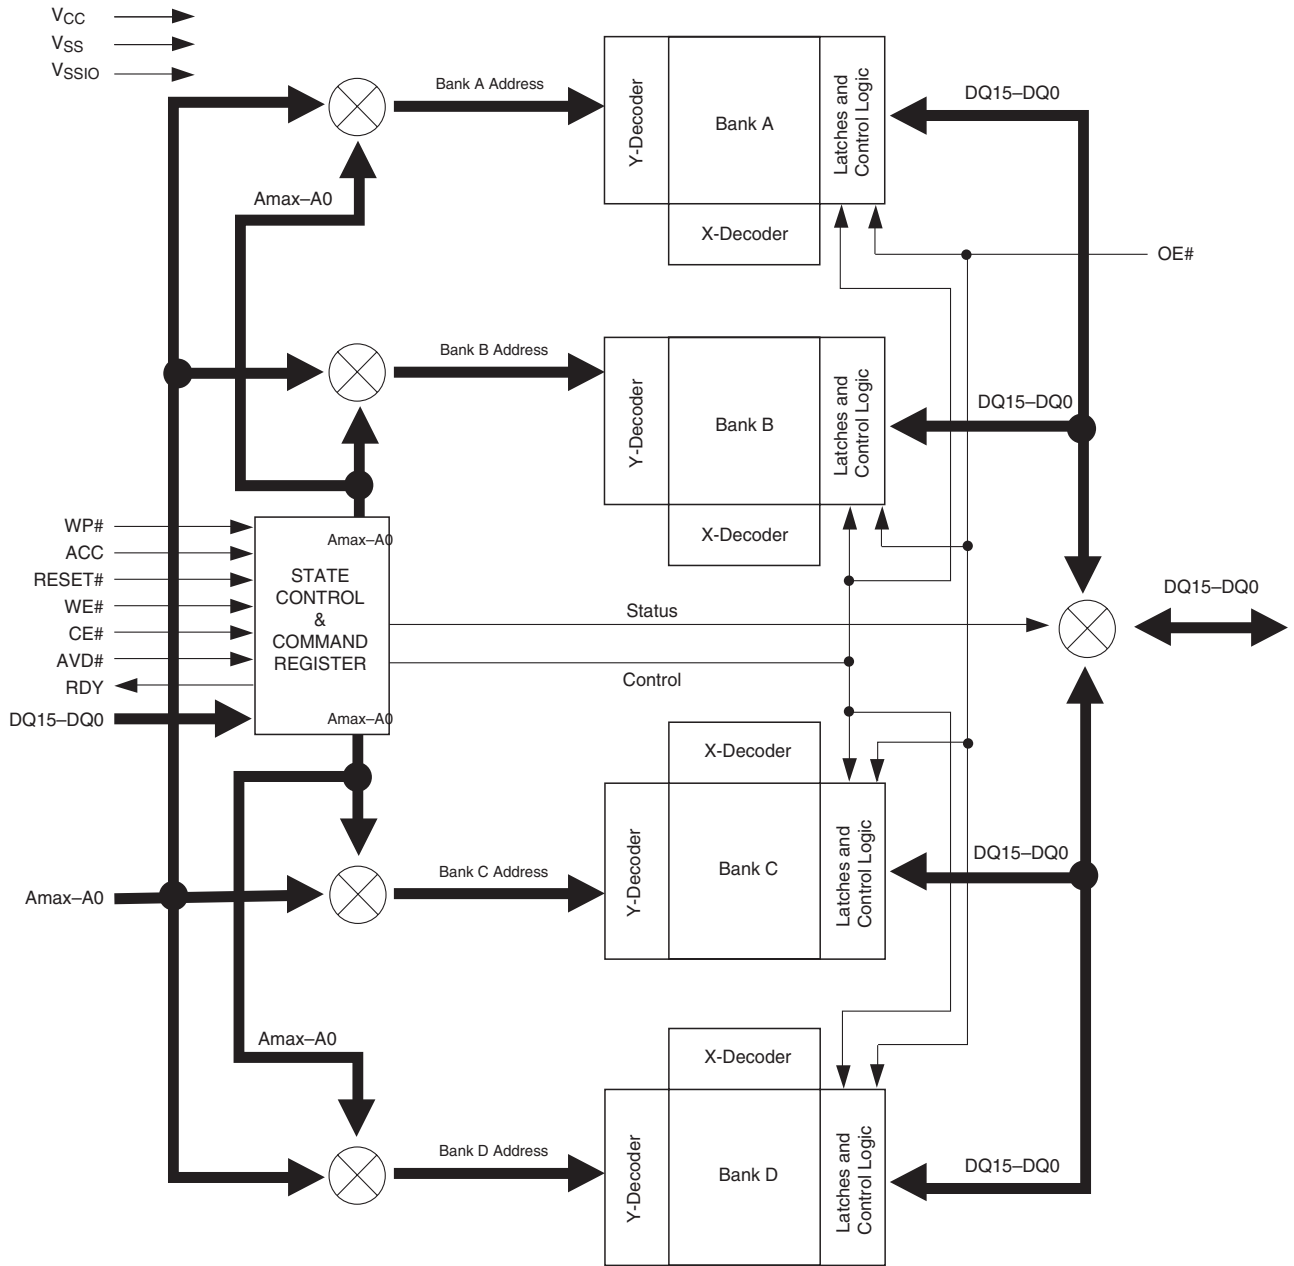 VCC
VSS
VSSIO
Bank A Address
Y-Decoder
Bank A
Latches and
Control Logic
X-Decoder
DQ15–DQ0
Amax–A0
OE#
Bank B Address
Y-Decoder
Bank B
Latches and
Control Logic
X-Decoder
DQ15–DQ0
WP#
ACC
RESET#
WE#
CE#
AVD#
RDY
DQ15–DQ0
Amax–A0
STATE
CONTROL
&
COMMAND
REGISTER
Amax–A0
Status
Control
DQ15–DQ0
X-Decoder
Bank C Address
Y-Decoder
Bank C
Latches and
Control Logic
DQ15–DQ0
Amax–A0
Amax–A0
X-Decoder
Bank D Address
Y-Decoder
Bank D
Latches and
Control Logic
DQ15–DQ0